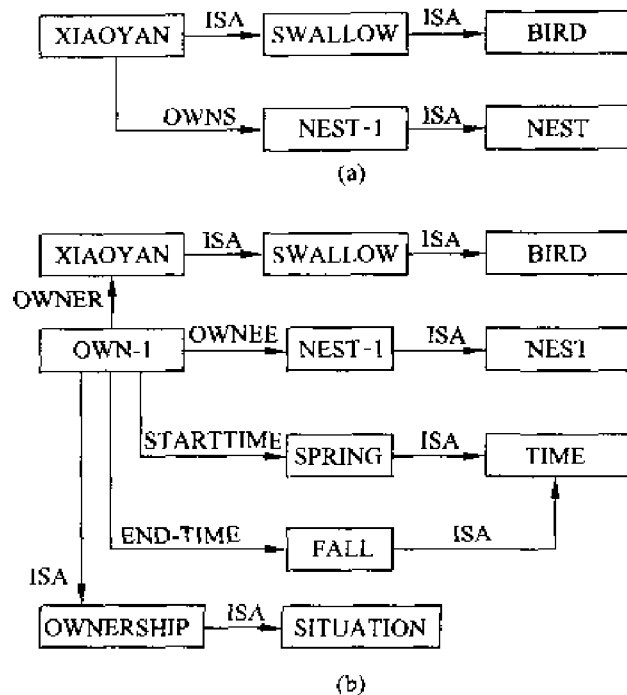 ISA ISA
XIAOYAN SWALLOW BIRD
OWNS ISA
NEST-1 NEST
(a)
ISA ISA
XIAOYAN SWALLOW BIRD
OWNER
OWNEE ISA
OWN-1 NEST-1 NEST
STARTTIME ISA
SPRING TIME
END-TIME ISA
FALL
ISA
ISA
OWNERSHIP SITUATION
(b)